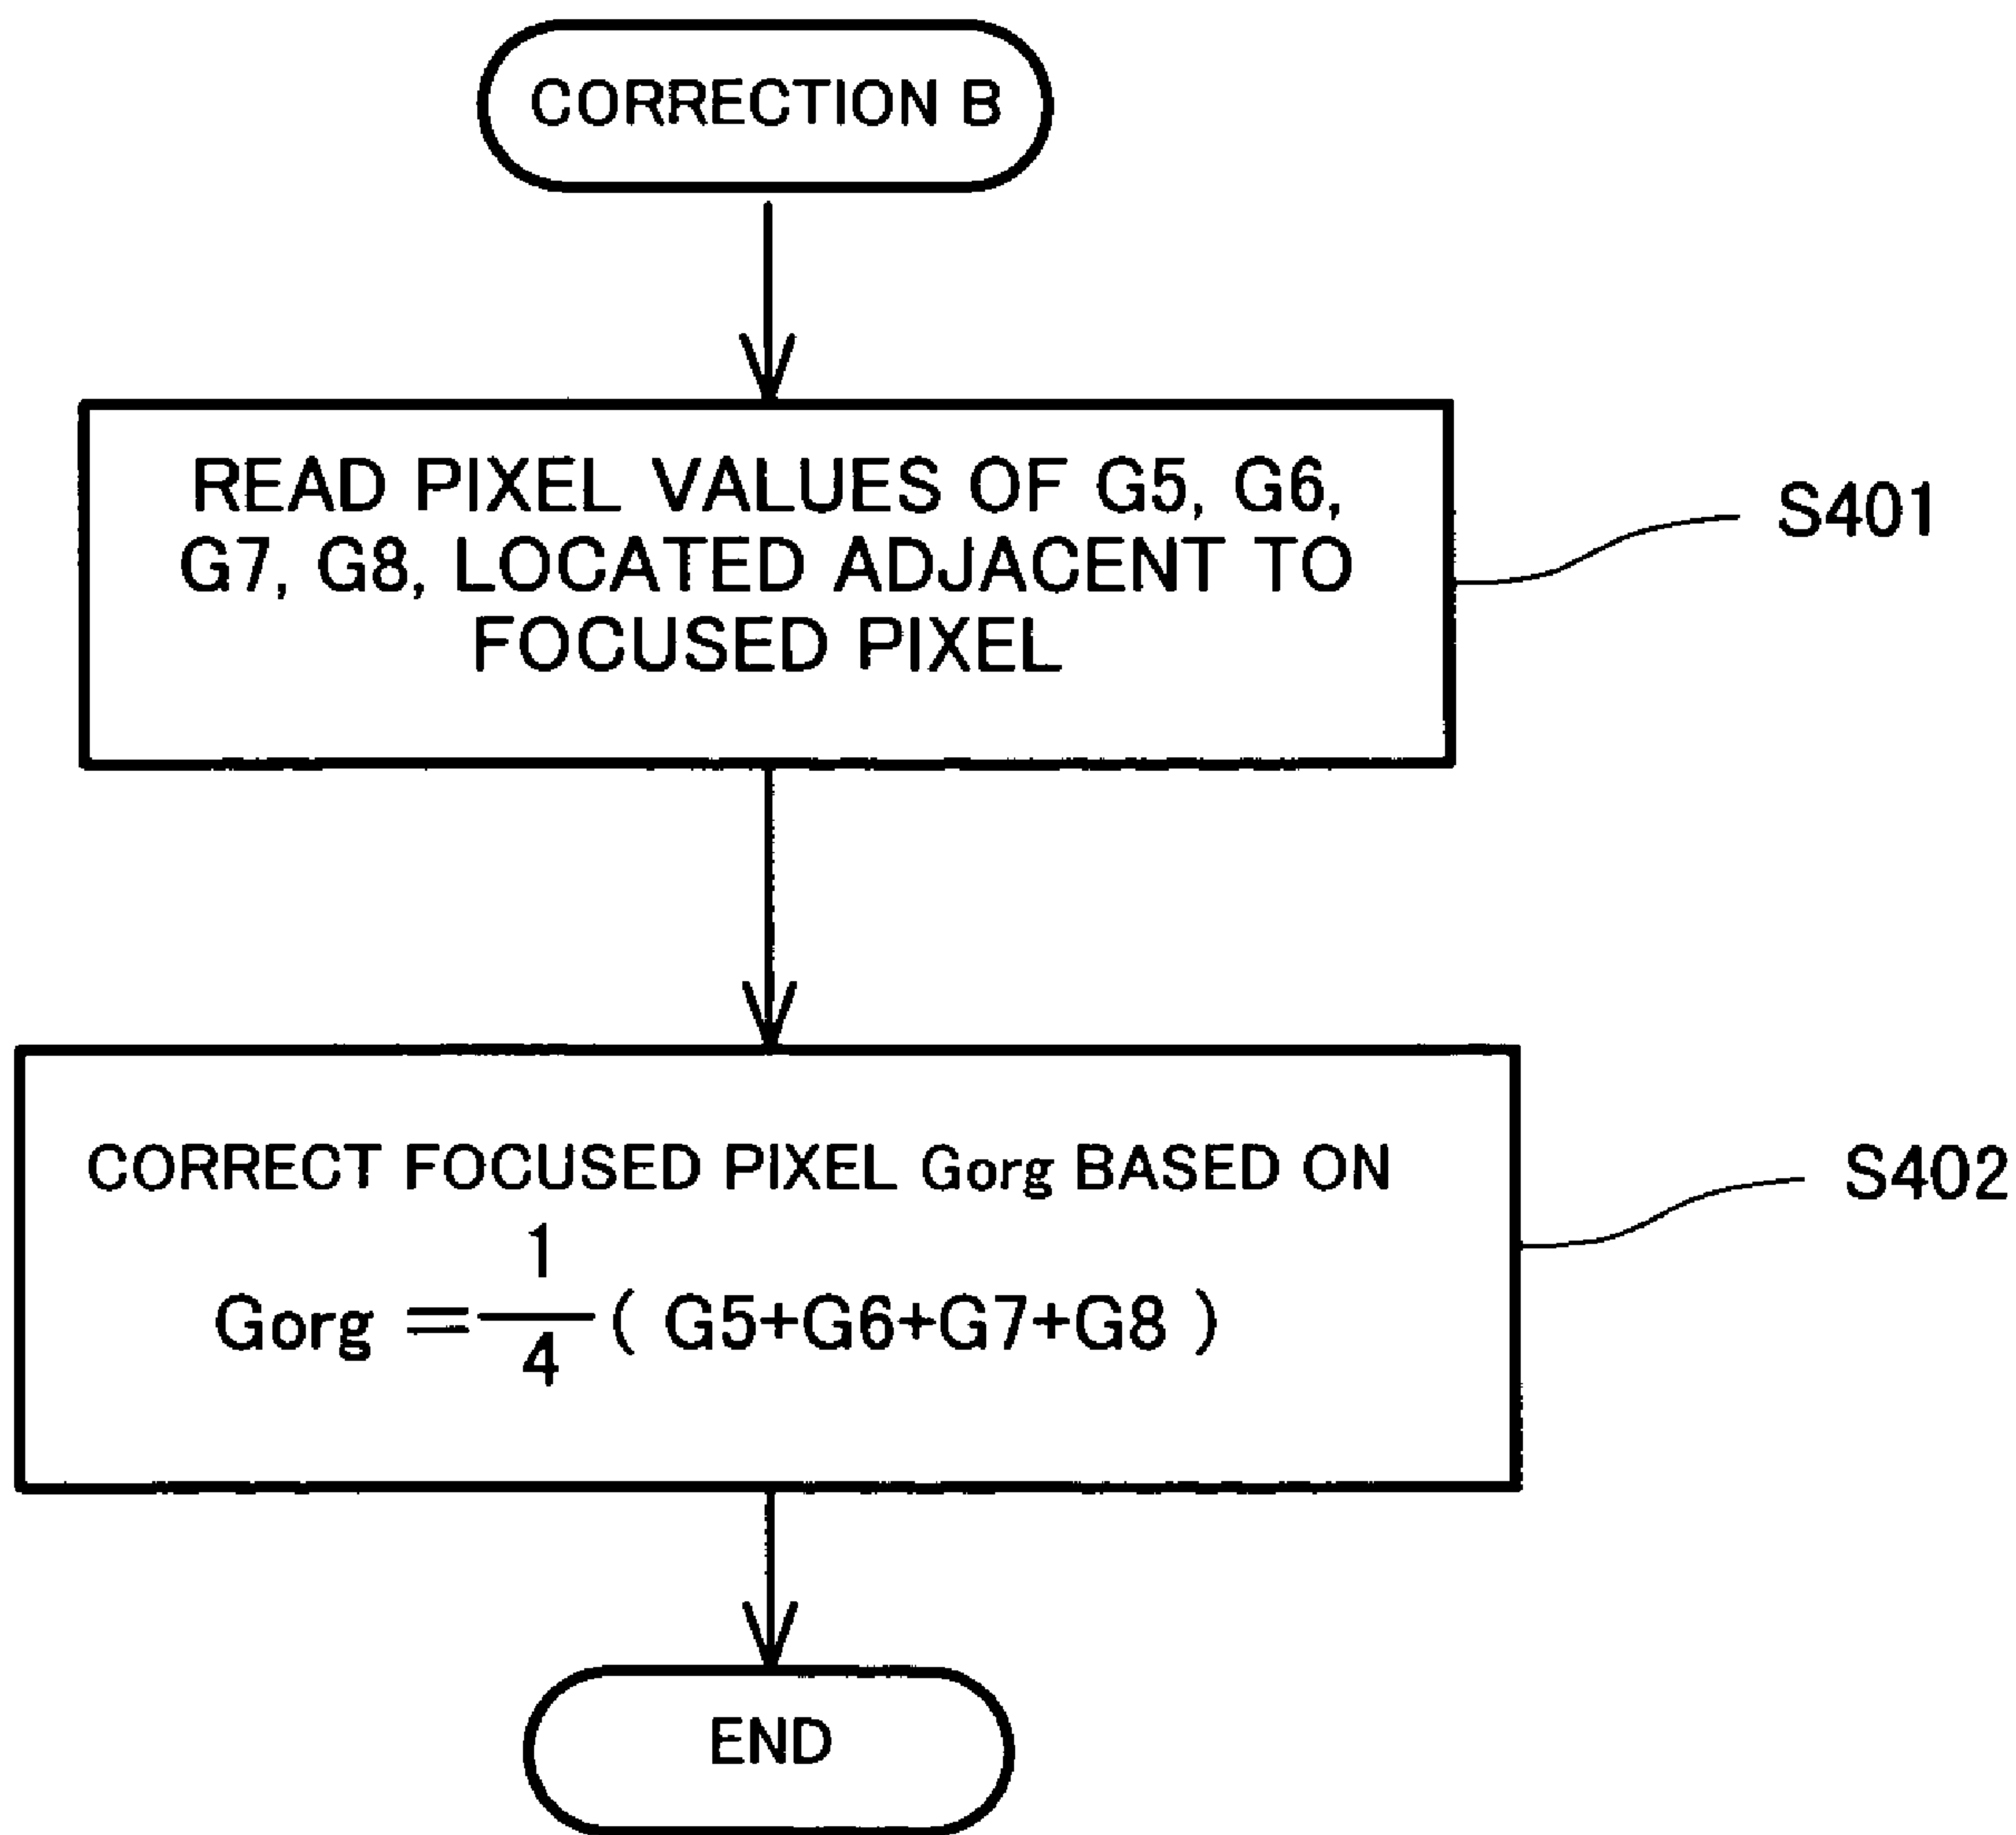 CORRECTION B
READ PIXEL VALUES OF G5, G6,
G7, G8, LOCATED ADJACENT TO
FOCUSED PIXEL
S401
CORRECT FOCUSED PIXEL Gorg BASED ON
Gorg = 1/4 ( G5+G6+G7+G8 )
S402
END